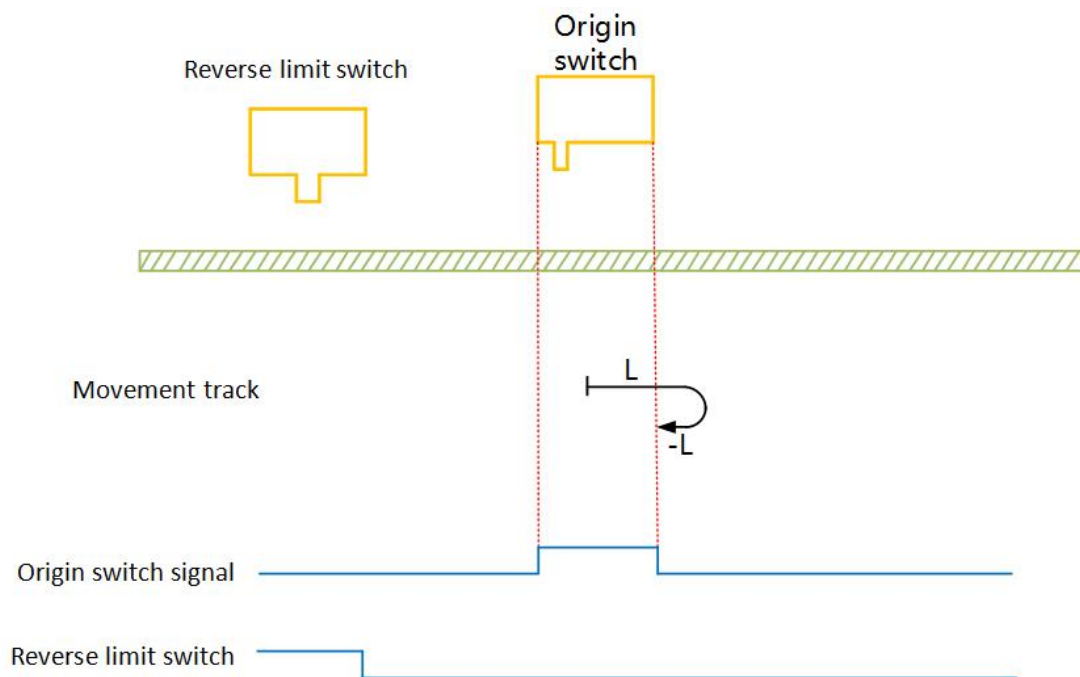 Origin
switch
Reverse limit switch
L
Movement track
-L
Origin switch signal
Reverse limit switch